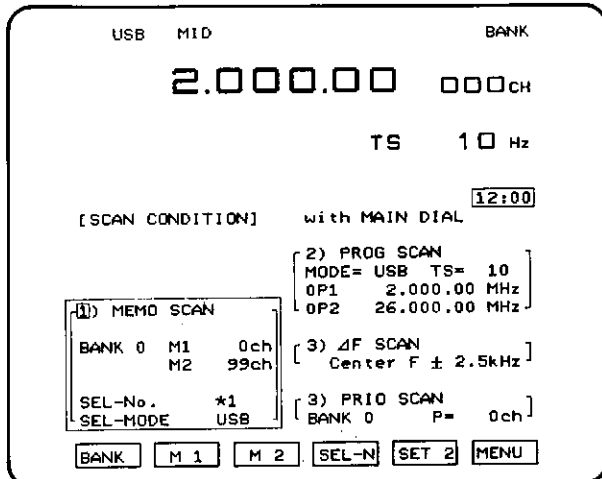 USB MID BANK
2.000.00 000CH
TS 10 Hz
12:00
[SCAN CONDITION] with MAIN DIAL
2) PROG SCAN
MODE= USB TS= 10
0P1 2.000.00 MHz
0P2 26.000.00 MHz
1) MEMO SCAN
BANK 0 M1 0ch
M2 99ch
SEL-No. *1
SEL-MODE USB
3) ⊿F SCAN
Center F ± 2.5kHz
3) PRIO SCAN
BANK 0 P= 0ch
BANK M 1 M 2 SEL-N SET 2 MENU